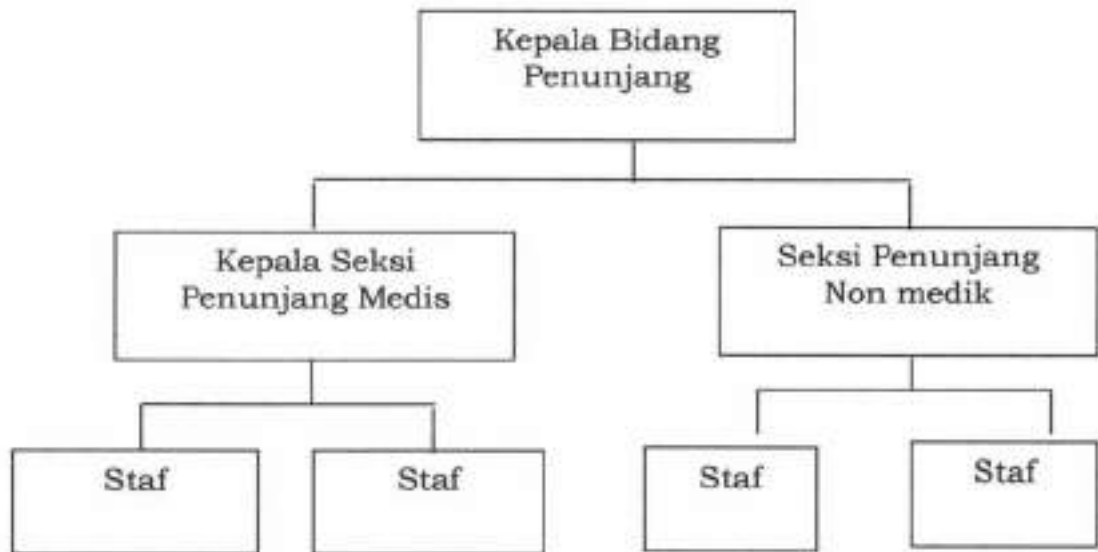 Kepala Bidang
Penunjang
Kepala Seksi
Penunjang Medis
Seksi Penunjang
Non medik
Staf
Staf
Staf
Staf